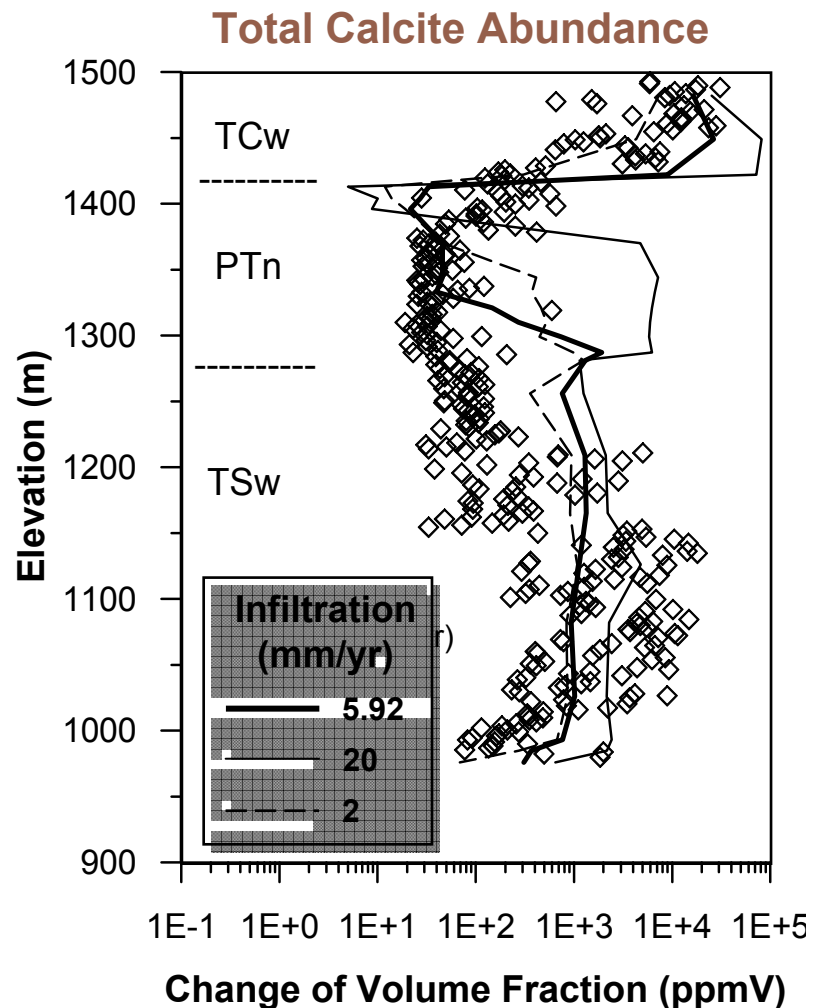 Total Calcite Abundance
1500
1400
1300
1200
1100
1000
900
Elevation (m)
TCw
PTn
TSw
Infiltration
(mm/yr)
r)
5.92
20
2
1E-1 1E+0 1E+1 1E+2 1E+3 1E+4 1E+5
Change of Volume Fraction (ppmV)